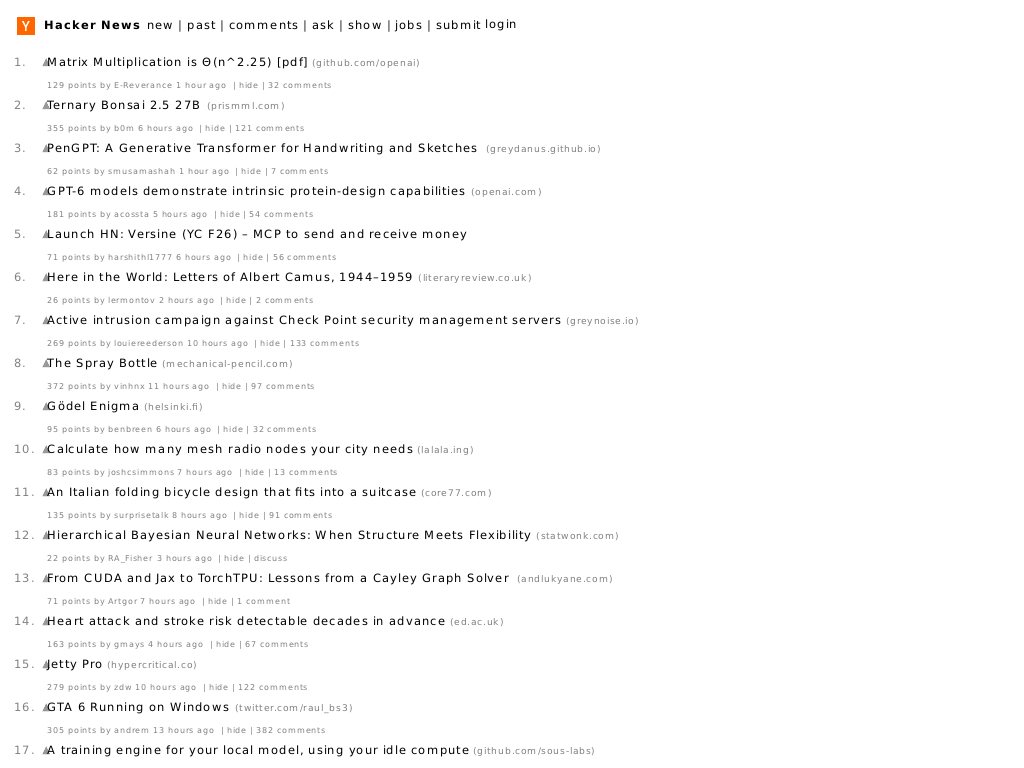 Y Hacker News new | past | comments | ask | show | jobs | submit login
1. ▲Matrix Multiplication is Θ(n^2.25) [pdf] (github.com/openai)
129 points by E-Reverance 1 hour ago | hide | 32 comments
2. ▲Ternary Bonsai 2.5 27B (prismml.com)
355 points by b0m 6 hours ago | hide | 121 comments
3. ▲PenGPT: A Generative Transformer for Handwriting and Sketches (greydanus.github.io)
62 points by smusamashah 1 hour ago | hide | 7 comments
4. ▲GPT-6 models demonstrate intrinsic protein-design capabilities (openai.com)
181 points by acossta 5 hours ago | hide | 54 comments
5. ▲Launch HN: Versine (YC F26) – MCP to send and receive money
71 points by harshithl1777 6 hours ago | hide | 56 comments
6. ▲Here in the World: Letters of Albert Camus, 1944–1959 (literaryreview.co.uk)
26 points by lermontov 2 hours ago | hide | 2 comments
7. ▲Active intrusion campaign against Check Point security management servers (greynoise.io)
269 points by louiereederson 10 hours ago | hide | 133 comments
8. ▲The Spray Bottle (mechanical-pencil.com)
372 points by vinhnx 11 hours ago | hide | 97 comments
9. ▲Gödel Enigma (helsinki.fi)
95 points by benbreen 6 hours ago | hide | 32 comments
10. ▲Calculate how many mesh radio nodes your city needs (lalala.ing)
83 points by joshcsimmons 7 hours ago | hide | 13 comments
11. ▲An Italian folding bicycle design that fits into a suitcase (core77.com)
135 points by surprisetalk 8 hours ago | hide | 91 comments
12. ▲Hierarchical Bayesian Neural Networks: When Structure Meets Flexibility (statwonk.com)
22 points by RA_Fisher 3 hours ago | hide | discuss
13. ▲From CUDA and Jax to TorchTPU: Lessons from a Cayley Graph Solver (andlukyane.com)
71 points by Artgor 7 hours ago | hide | 1 comment
14. ▲Heart attack and stroke risk detectable decades in advance (ed.ac.uk)
163 points by gmays 4 hours ago | hide | 67 comments
15. ▲Jetty Pro (hypercritical.co)
279 points by zdw 10 hours ago | hide | 122 comments
16. ▲GTA 6 Running on Windows (twitter.com/raul_bs3)
305 points by andrem 13 hours ago | hide | 382 comments
17. ▲A training engine for your local model, using your idle compute (github.com/sous-labs)